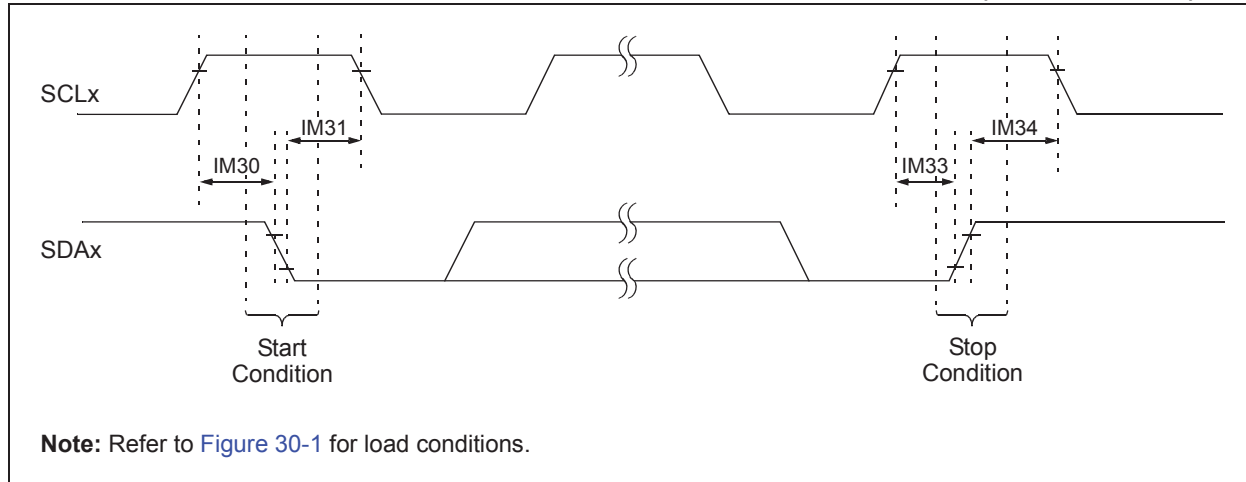 SCLx
IM31
IM34
IM30
IM33
SDAx
Start
Condition
Stop
Condition
Note: Refer to Figure 30-1 for load conditions.